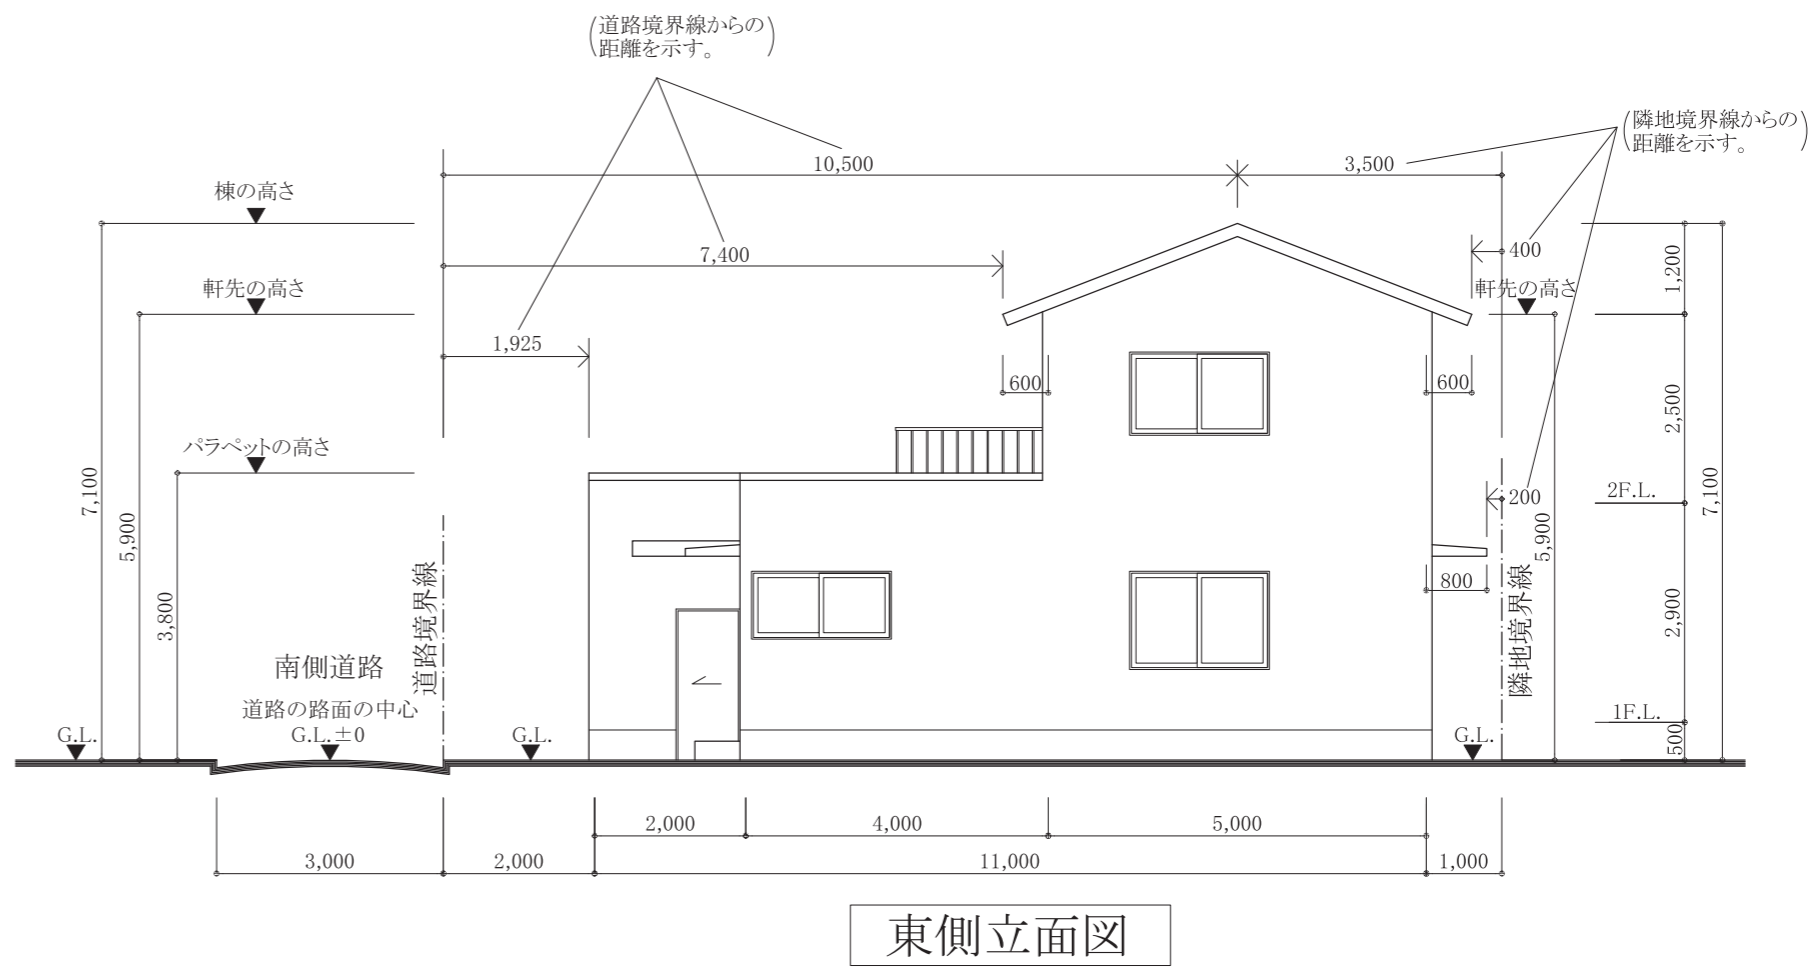 道路境界線からの
距離を示す。
隣地境界線からの
距離を示す。
10,500
3,500
棟の高さ
7,400
400
軒先の高さ
軒先の高さ
1,200
1,925
600
600
2,500
パラペットの高さ
7,100
5,900
3,800
200
2F.L.
7,100
5,900
800
2,900
道路境界線
隣地境界線
南側道路
道路の路面の中心
1F.L.
G.L.
G.L.±0
G.L.
G.L.
500
2,000
4,000
5,000
3,000
2,000
11,000
1,000
東側立面図